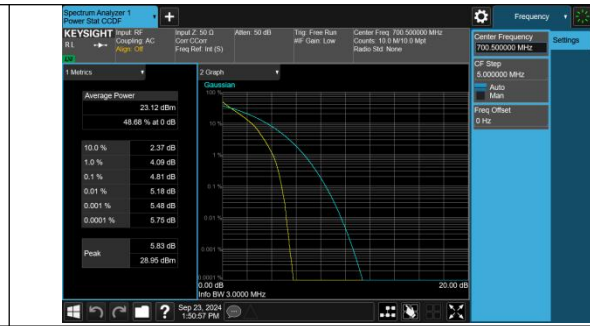 Spectrum Analyzer 1
Power Stat CCDF
Frequency
KEYSIGHT
R L
Input: RF
Coupling: AC
Align: Off
Input Z: 50 Ω
Corr CCorr
Freq Ref: Int (S)
Atten: 50 dB
Trig: Free Run
#IF Gain: Low
Center Freq: 700.500000 MHz
Counts: 10.0 M/10.0 Mpt
Radio Std: None
Center Frequency
700.500000 MHz
Settings
CF Step
5.000000 MHz
Auto
Man
Freq Offset
0 Hz
1 Metrics
2 Graph
Average Power
23.12 dBm
48.68 % at 0 dB
10.0 % 2.37 dB
1.0 % 4.09 dB
0.1 % 4.81 dB
0.01 % 5.18 dB
0.001 % 5.48 dB
0.0001 % 5.75 dB
Peak
5.83 dB
28.95 dBm
Gaussian
100 %
10 %
1 %
0.1 %
0.01 %
0.001 %
0.0001 %
0.00 dB
20.00 dB
Info BW 3.0000 MHz
Sep 23, 2024
1:50:57 PM